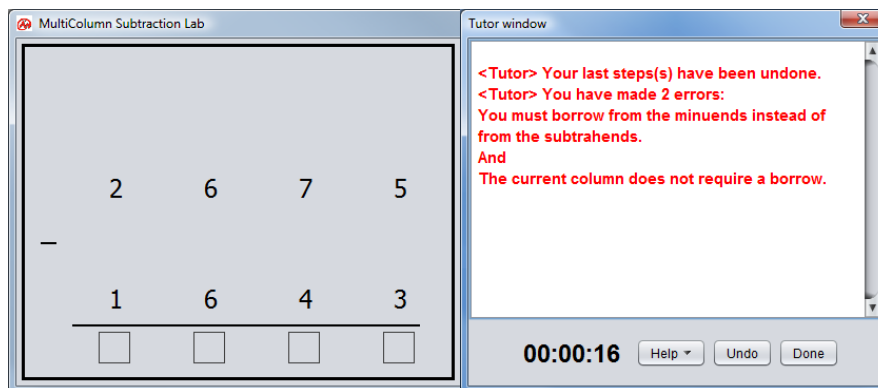 MultiColumn Subtraction Lab
2 6 7 5
–
1 6 4 3
Tutor window
<Tutor> Your last steps(s) have been undone.
<Tutor> You have made 2 errors:
You must borrow from the minuends instead of
from the subtrahends.
And
The current column does not require a borrow.
00:00:16 Help Undo Done